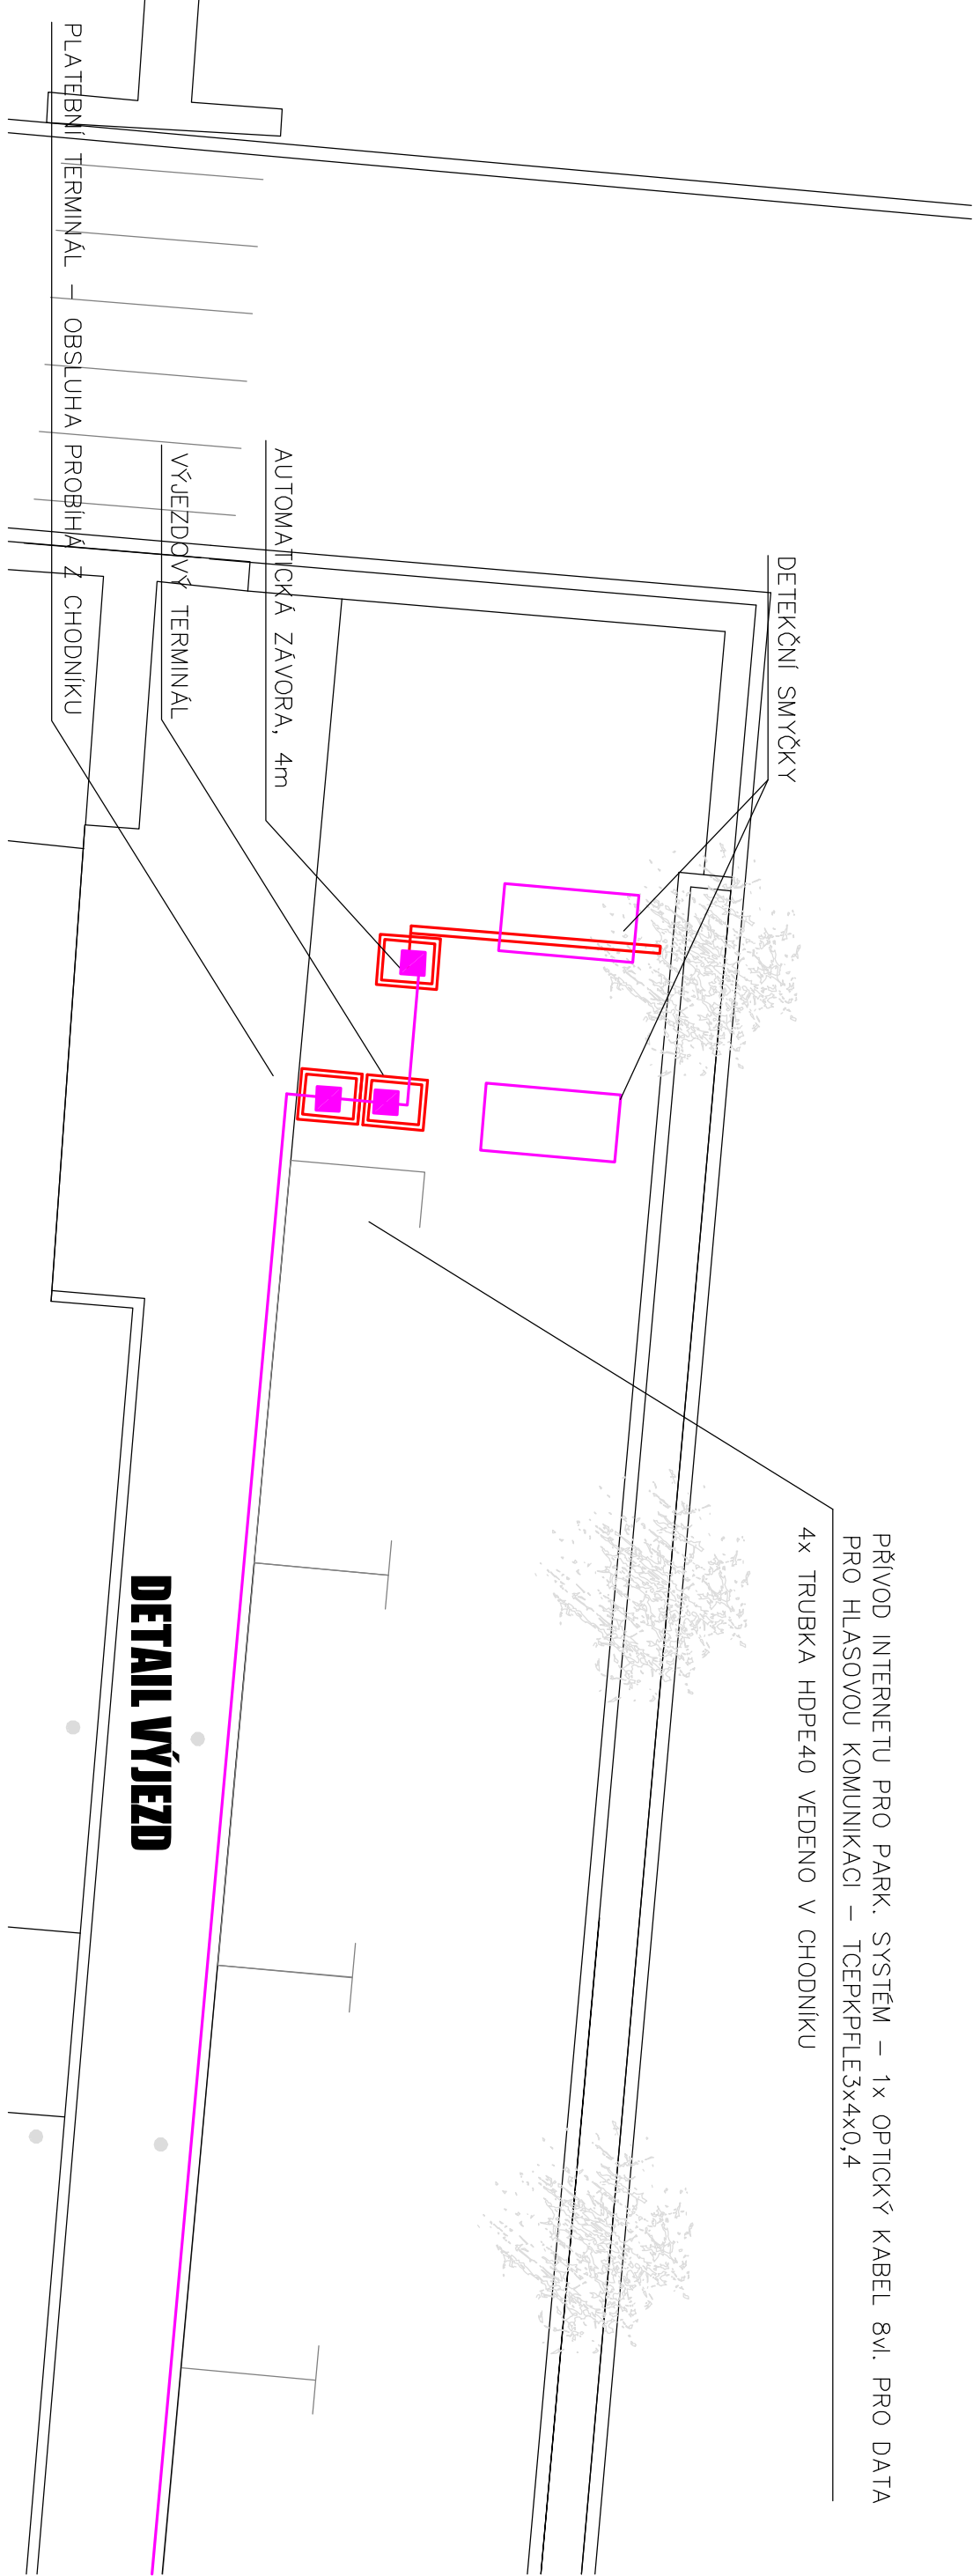 PŘÍVOD INTERNETU PRO PARK. SYSTÉM – 1x OPTICKÝ KABEL 8vl. PRO DATA
PRO HLASOVOU KOMUNIKACI – TCEPKPFLE3x4x0,4
4x TRUBKA HDPE40 VEDENO V CHODNÍKU
DETEKČNÍ SMYČKY
AUTOMATICKÁ ZÁVORA, 4m
VÝJEZDOVÝ TERMINÁL
PLATEBNÍ TERMINÁL – OBSLUHA PROBÍHÁ Z CHODNÍKU
DETAIL VÝJEZD